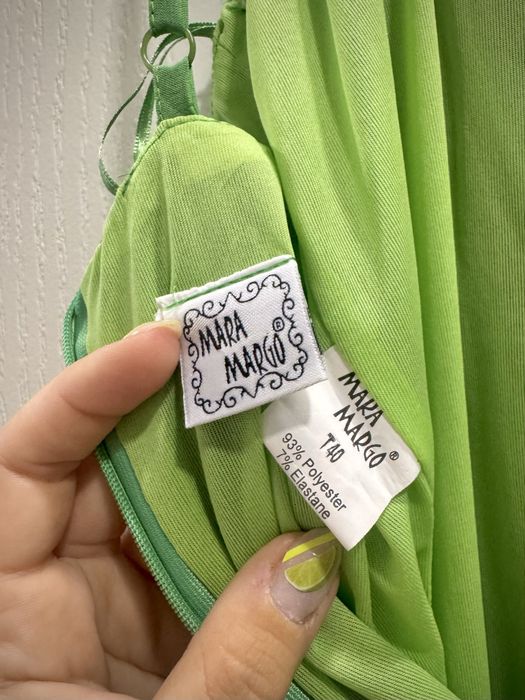 MARA
MARGO®
MARA
MARGO®
T40
93% Polyester
7% Elastane